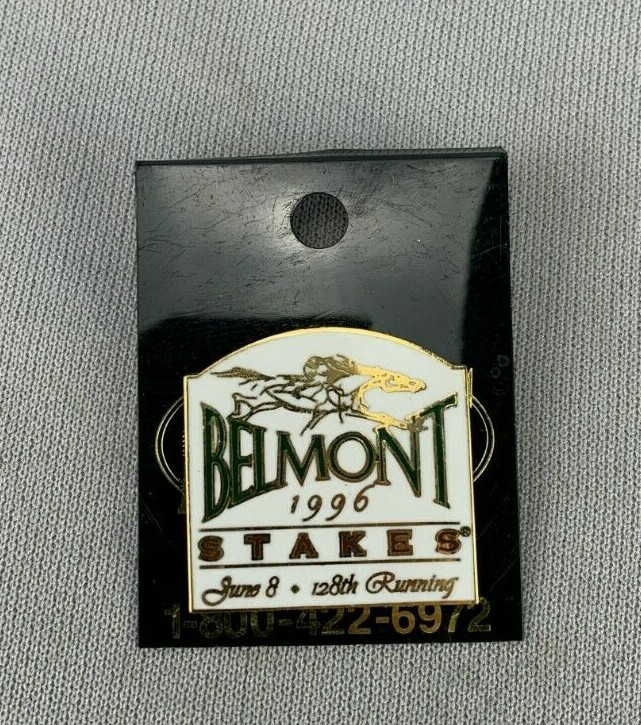 BELMONT
1996
STAKES®
June 8 • 128th Running
1-800-422-6972